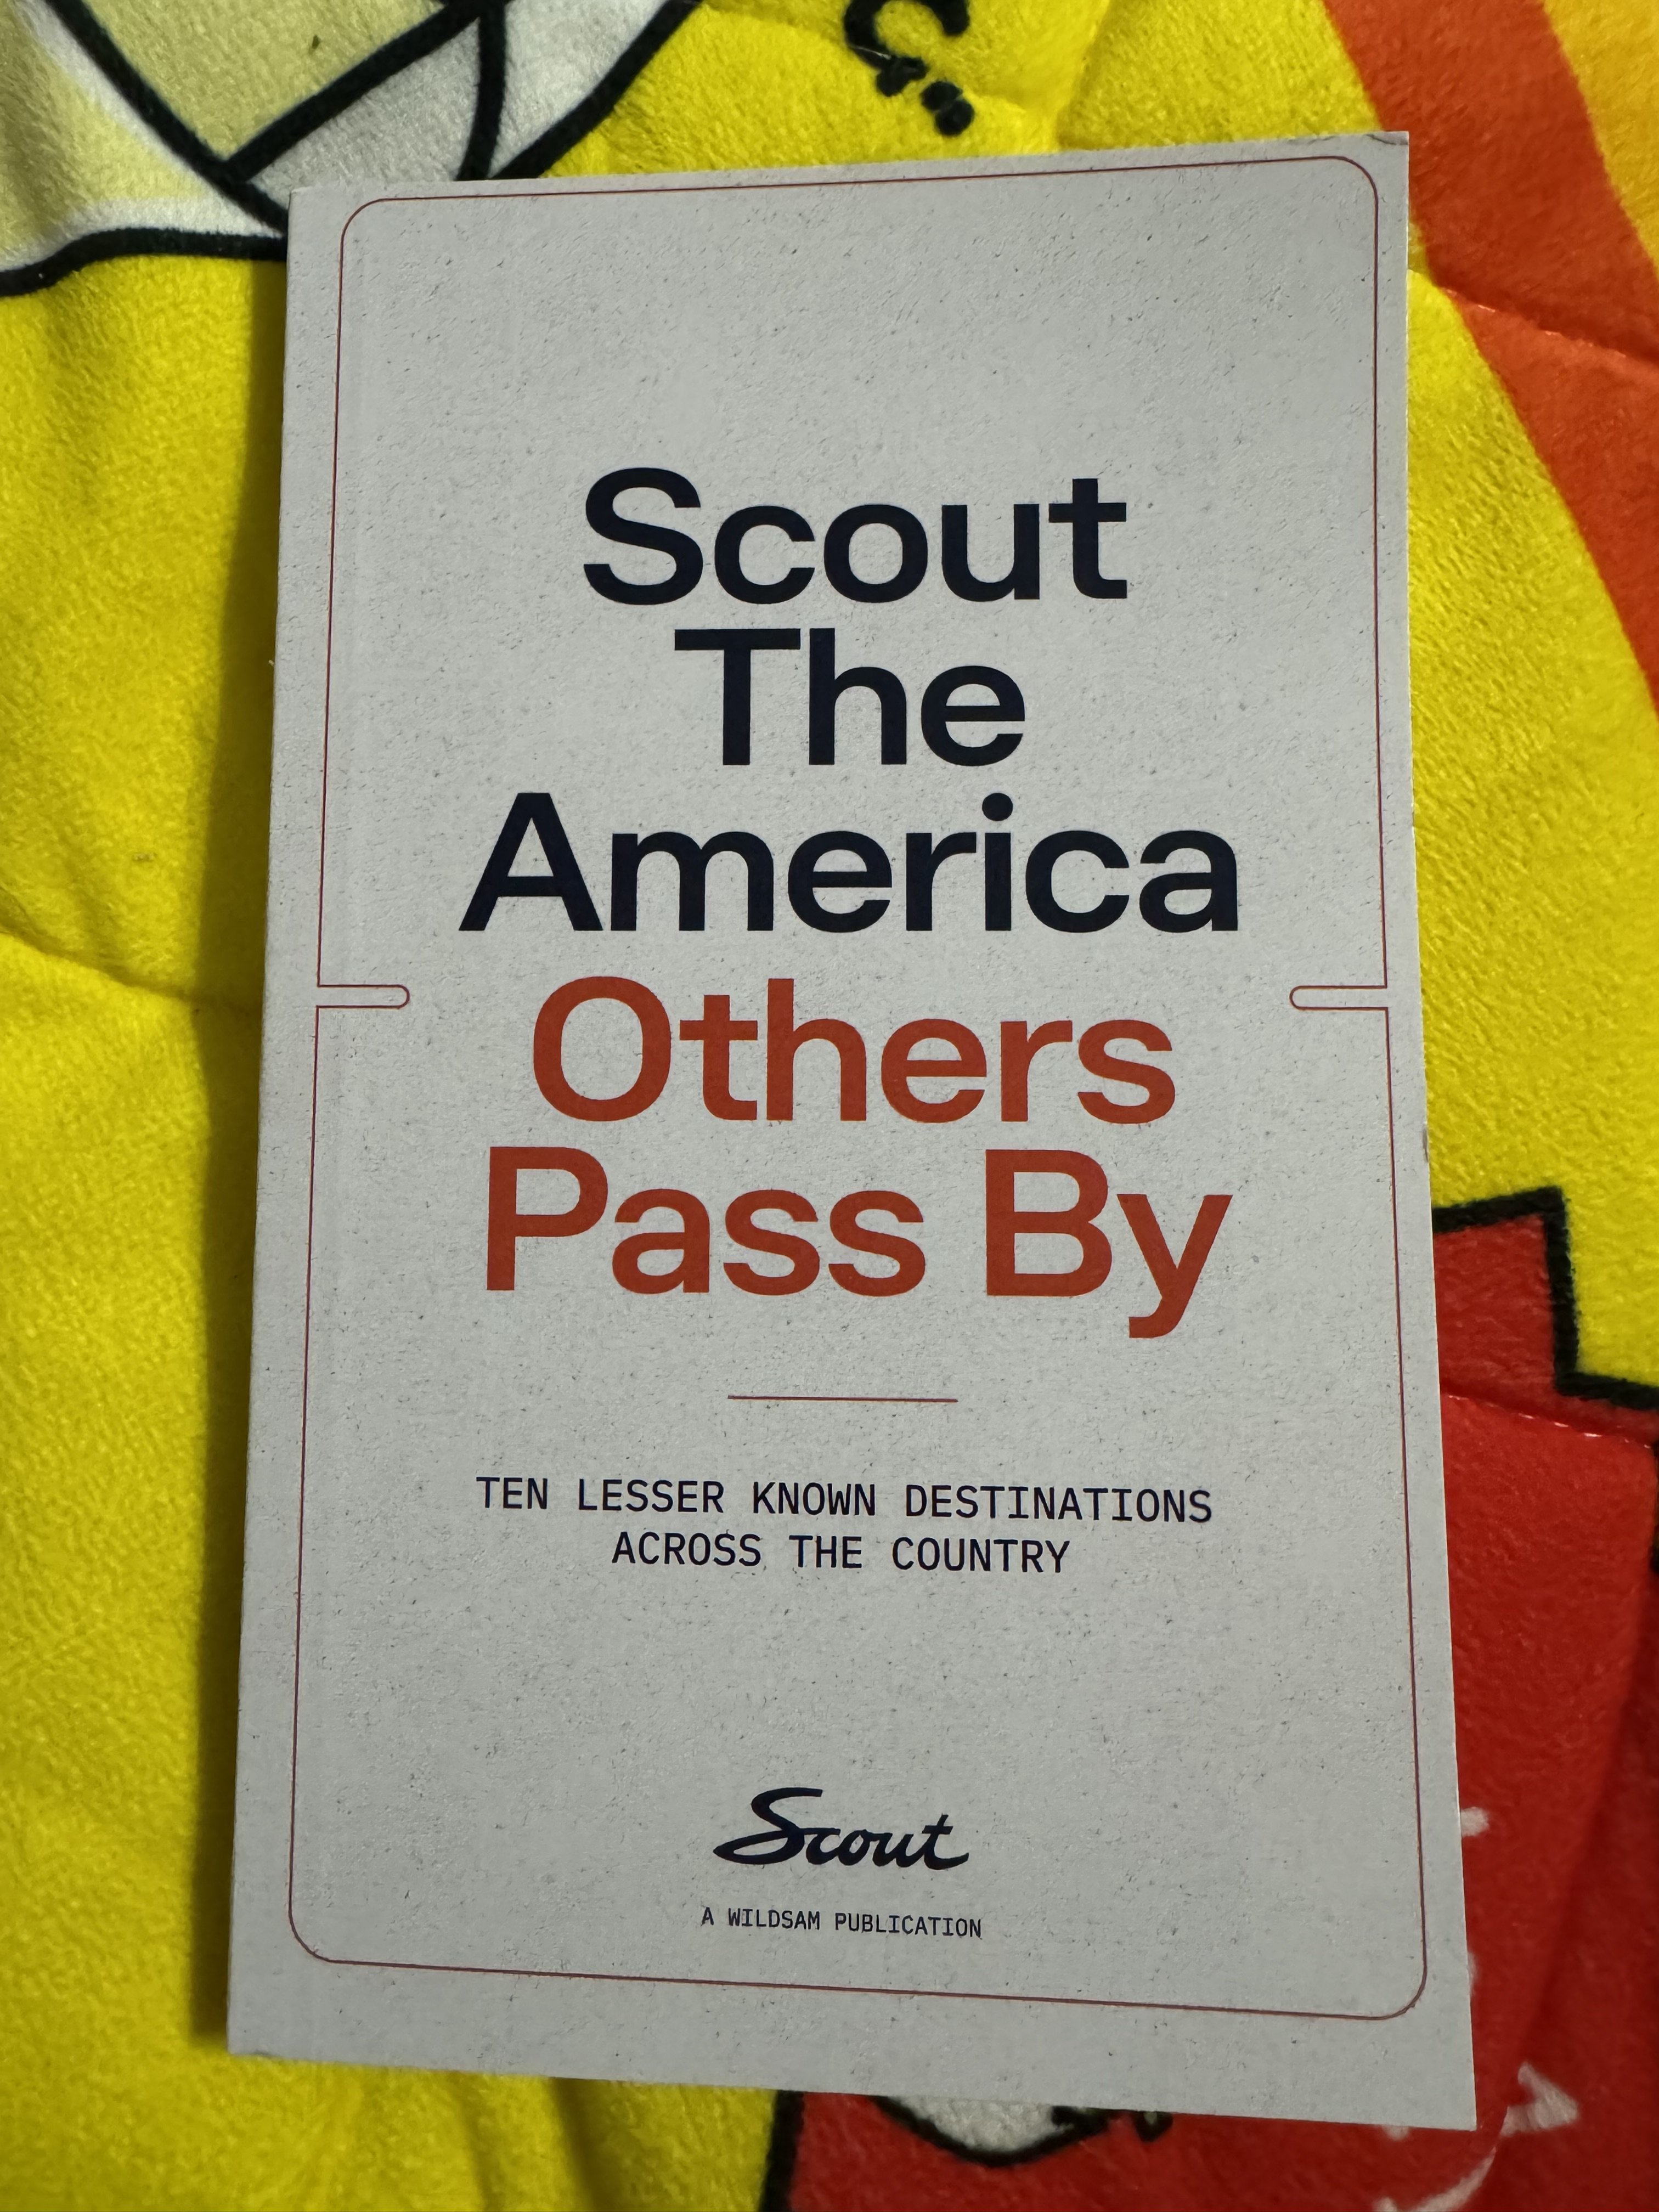 Scout
The
America
Others
Pass By
TEN LESSER KNOWN DESTINATIONS
ACROSS THE COUNTRY
Scout
A WILDSAM PUBLICATION